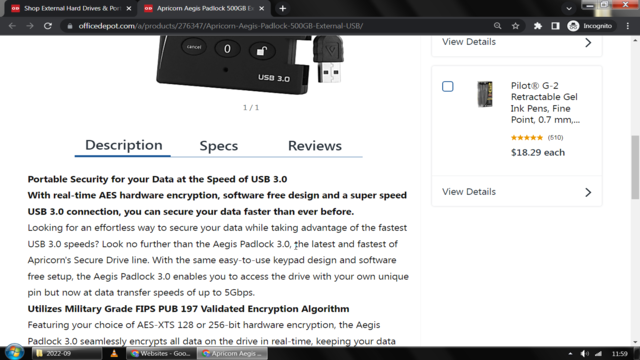 Shop External Hard Drives & Port
Apricorn Aegis Padlock 500GB Ex
officedepot.com/a/products/276347/Apricorn-Aegis-Padlock-500GB-External-USB/
Incognito
cancel
0
USB 3.0
1 / 1
Description
Specs
Reviews
Portable Security for your Data at the Speed of USB 3.0
With real-time AES hardware encryption, software free design and a super speed
USB 3.0 connection, you can secure your data faster than ever before.
Looking for an effortless way to secure your data while taking advantage of the fastest
USB 3.0 speeds? Look no further than the Aegis Padlock 3.0, the latest and fastest of
Apricorn's Secure Drive line. With the same easy-to-use keypad design and software
free setup, the Aegis Padlock 3.0 enables you to access the drive with your own unique
pin but now at data transfer speeds of up to 5Gbps.
Utilizes Military Grade FIPS PUB 197 Validated Encryption Algorithm
Featuring your choice of AES-XTS 128 or 256-bit hardware encryption, the Aegis
Padlock 3.0 seamlessly encrypts all data on the drive in real-time, keeping your data
View Details
Pilot® G-2
Retractable Gel
Ink Pens, Fine
Point, 0.7 mm,...
(510)
$18.29 each
View Details
2022-09
Websites - Goo...
Apricorn Aegis Pa...
11:59